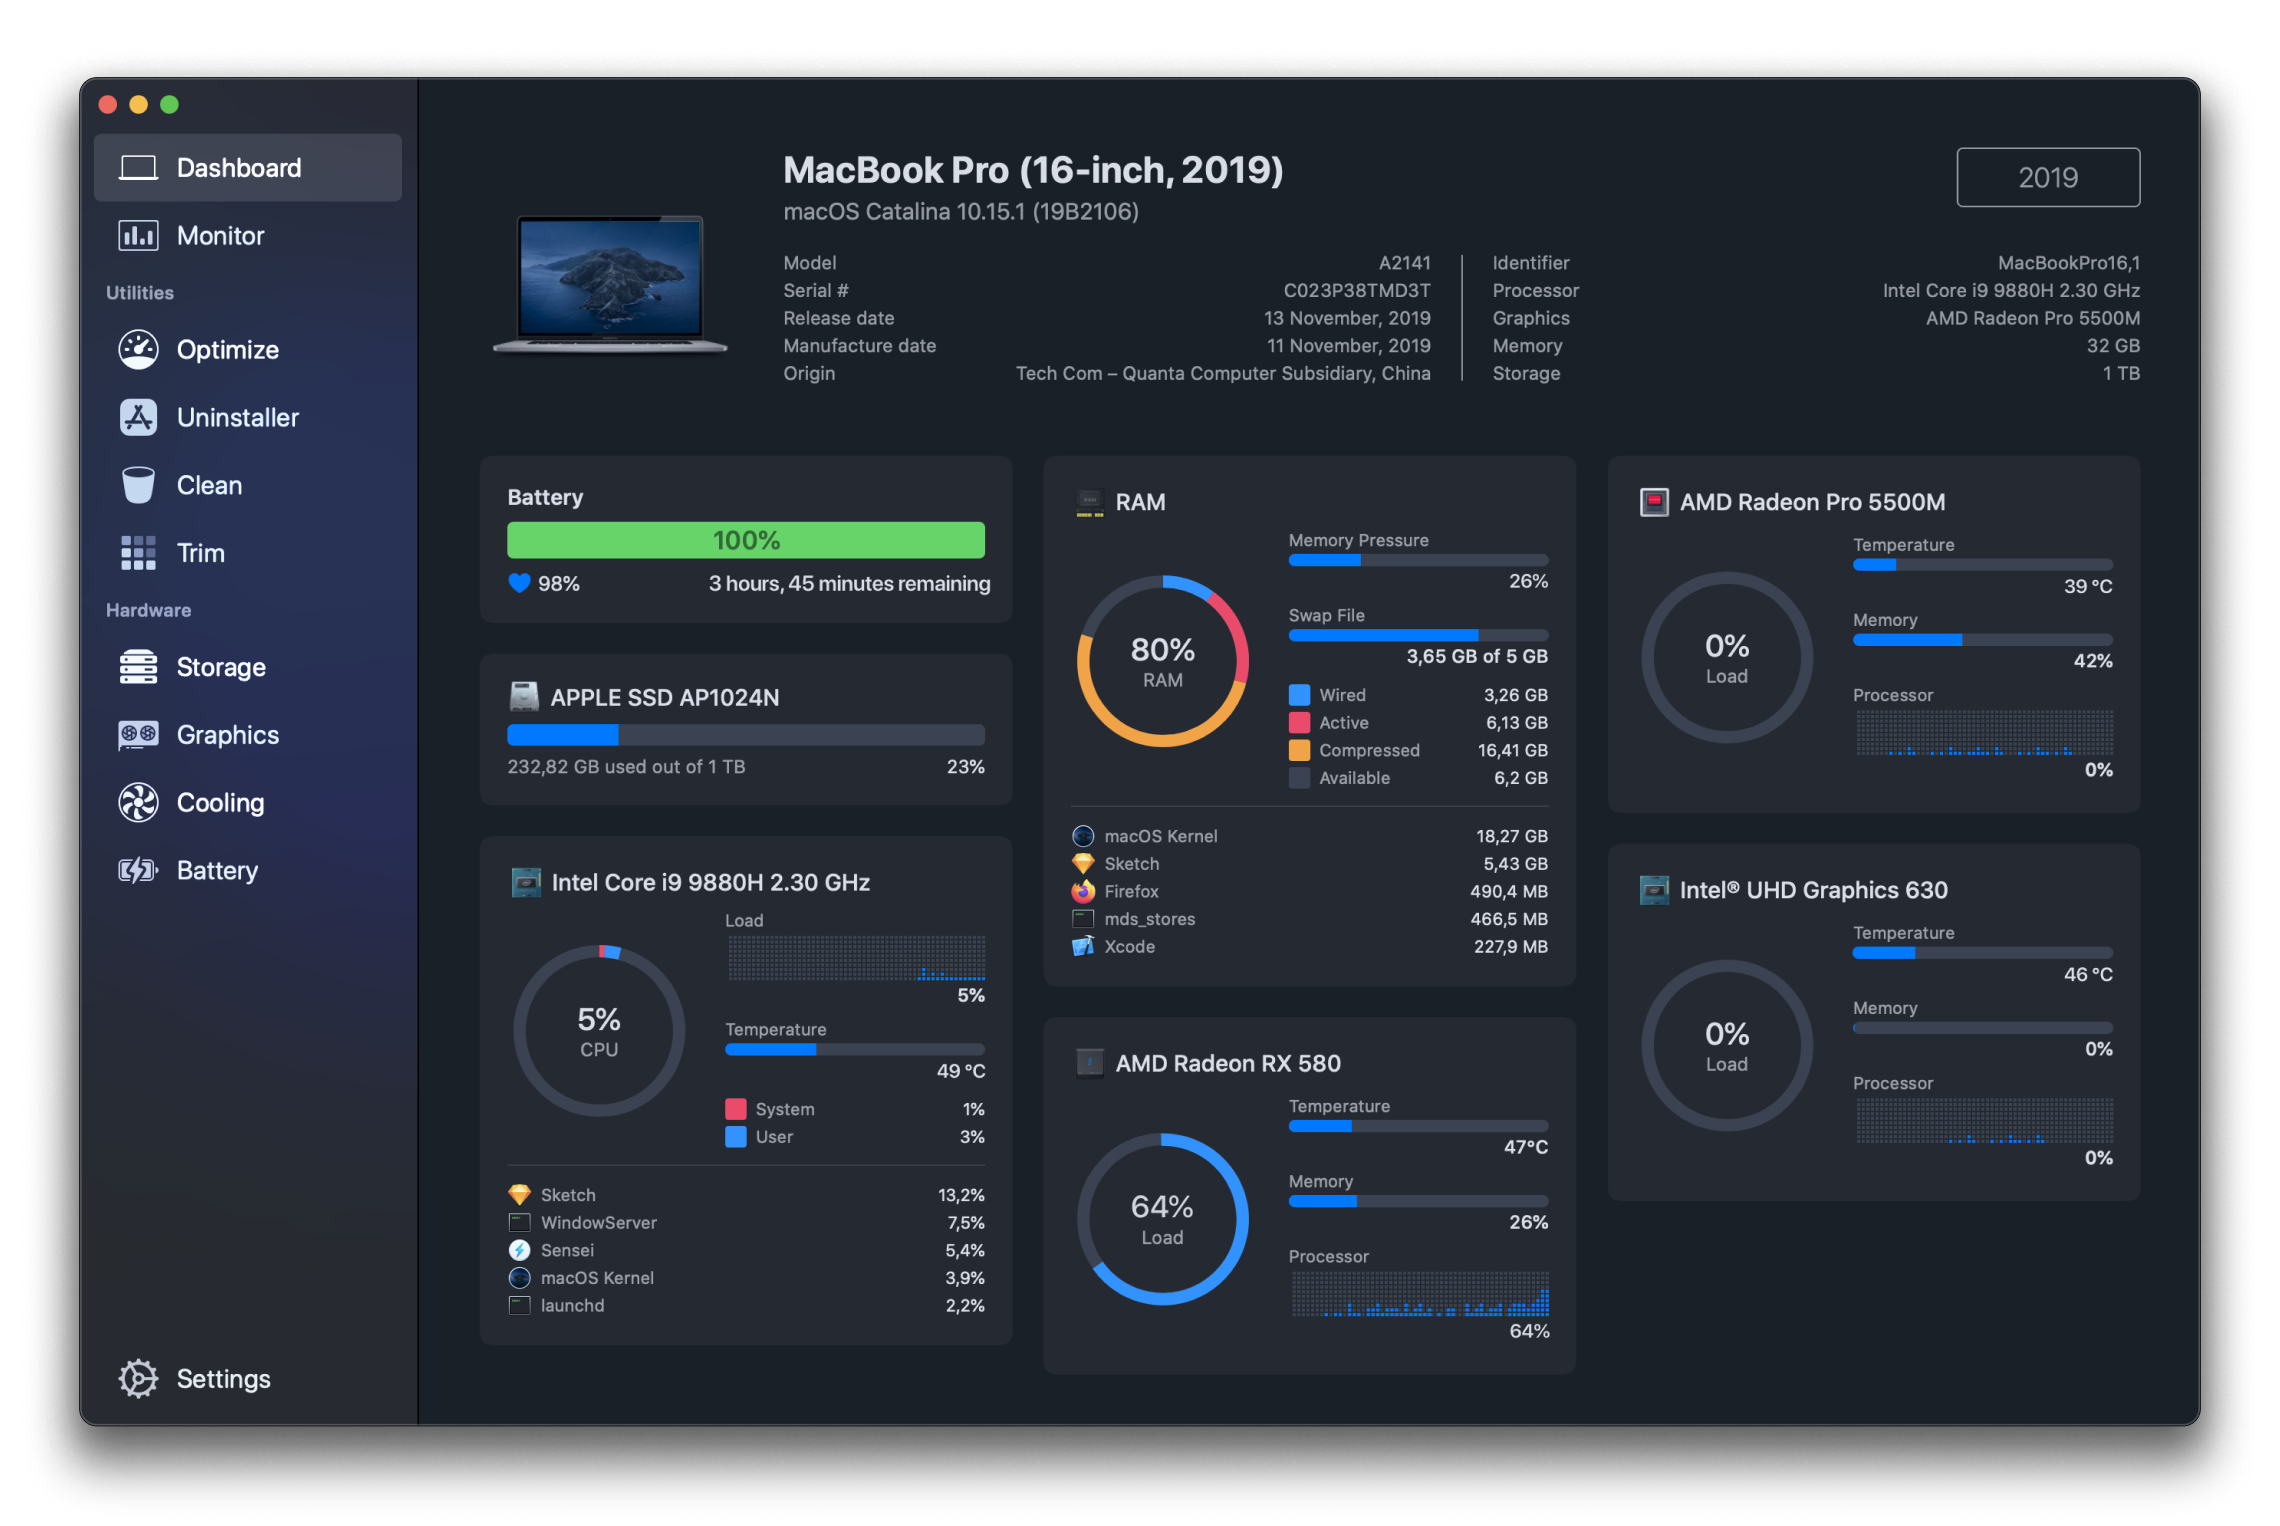 Dashboard
Monitor
Utilities
Optimize
Uninstaller
Clean
Trim
Hardware
Storage
Graphics
Cooling
Battery
Settings
MacBook Pro (16-inch, 2019)
macOS Catalina 10.15.1 (19B2106)
2019
Model A2141
Serial # C023P38TMD3T
Release date 13 November, 2019
Manufacture date 11 November, 2019
Origin Tech Com – Quanta Computer Subsidiary, China
Identifier MacBookPro16,1
Processor Intel Core i9 9880H 2.30 GHz
Graphics AMD Radeon Pro 5500M
Memory 32 GB
Storage 1 TB
Battery
100%
98% 3 hours, 45 minutes remaining
APPLE SSD AP1024N
232,82 GB used out of 1 TB 23%
Intel Core i9 9880H 2.30 GHz
5%
CPU
Load
5%
Temperature
49 °C
System 1%
User 3%
Sketch 13,2%
WindowServer 7,5%
Sensei 5,4%
macOS Kernel 3,9%
launchd 2,2%
RAM
80%
RAM
Memory Pressure
26%
Swap File
3,65 GB of 5 GB
Wired 3,26 GB
Active 6,13 GB
Compressed 16,41 GB
Available 6,2 GB
macOS Kernel 18,27 GB
Sketch 5,43 GB
Firefox 490,4 MB
mds_stores 466,5 MB
Xcode 227,9 MB
AMD Radeon RX 580
64%
Load
Temperature
47°C
Memory
26%
Processor
64%
AMD Radeon Pro 5500M
0%
Load
Temperature
39 °C
Memory
42%
Processor
0%
Intel® UHD Graphics 630
0%
Load
Temperature
46 °C
Memory
0%
Processor
0%